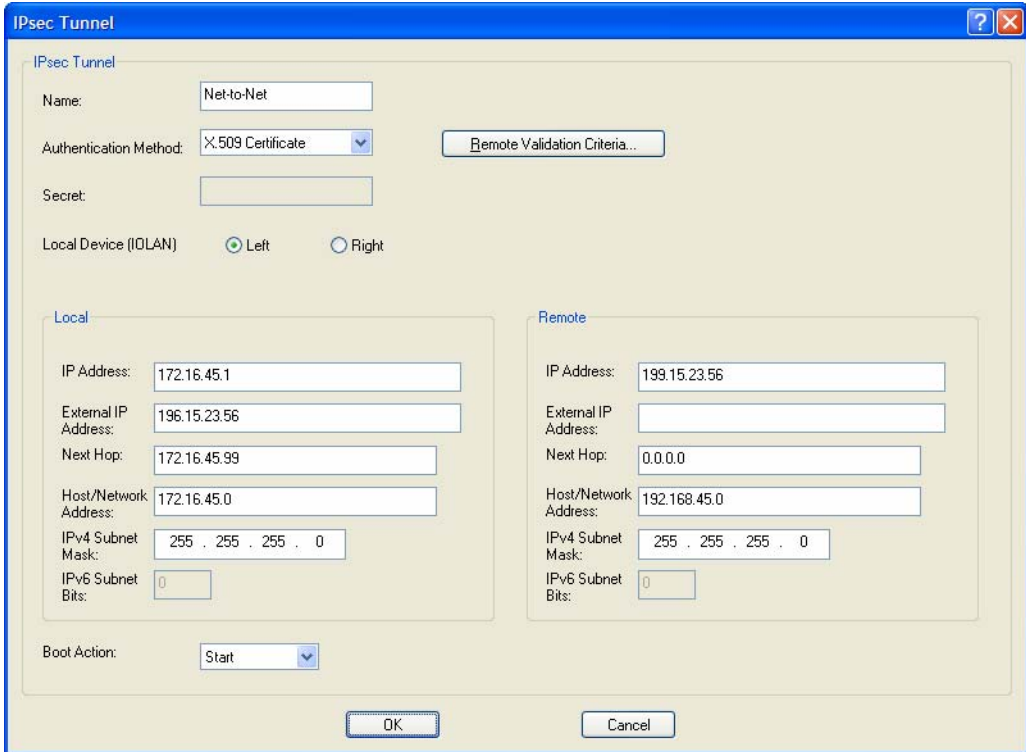 IPsec Tunnel
IPsec Tunnel
Name: Net-to-Net
Authentication Method: X.509 Certificate Remote Validation Criteria...
Secret:
Local Device (IOLAN) Left Right
Local
IP Address: 172.16.45.1
External IP Address: 196.15.23.56
Next Hop: 172.16.45.99
Host/Network Address: 172.16.45.0
IPv4 Subnet Mask: 255 . 255 . 255 . 0
IPv6 Subnet Bits: 0
Remote
IP Address: 199.15.23.56
External IP Address:
Next Hop: 0.0.0.0
Host/Network Address: 192.168.45.0
IPv4 Subnet Mask: 255 . 255 . 255 . 0
IPv6 Subnet Bits: 0
Boot Action: Start
OK Cancel